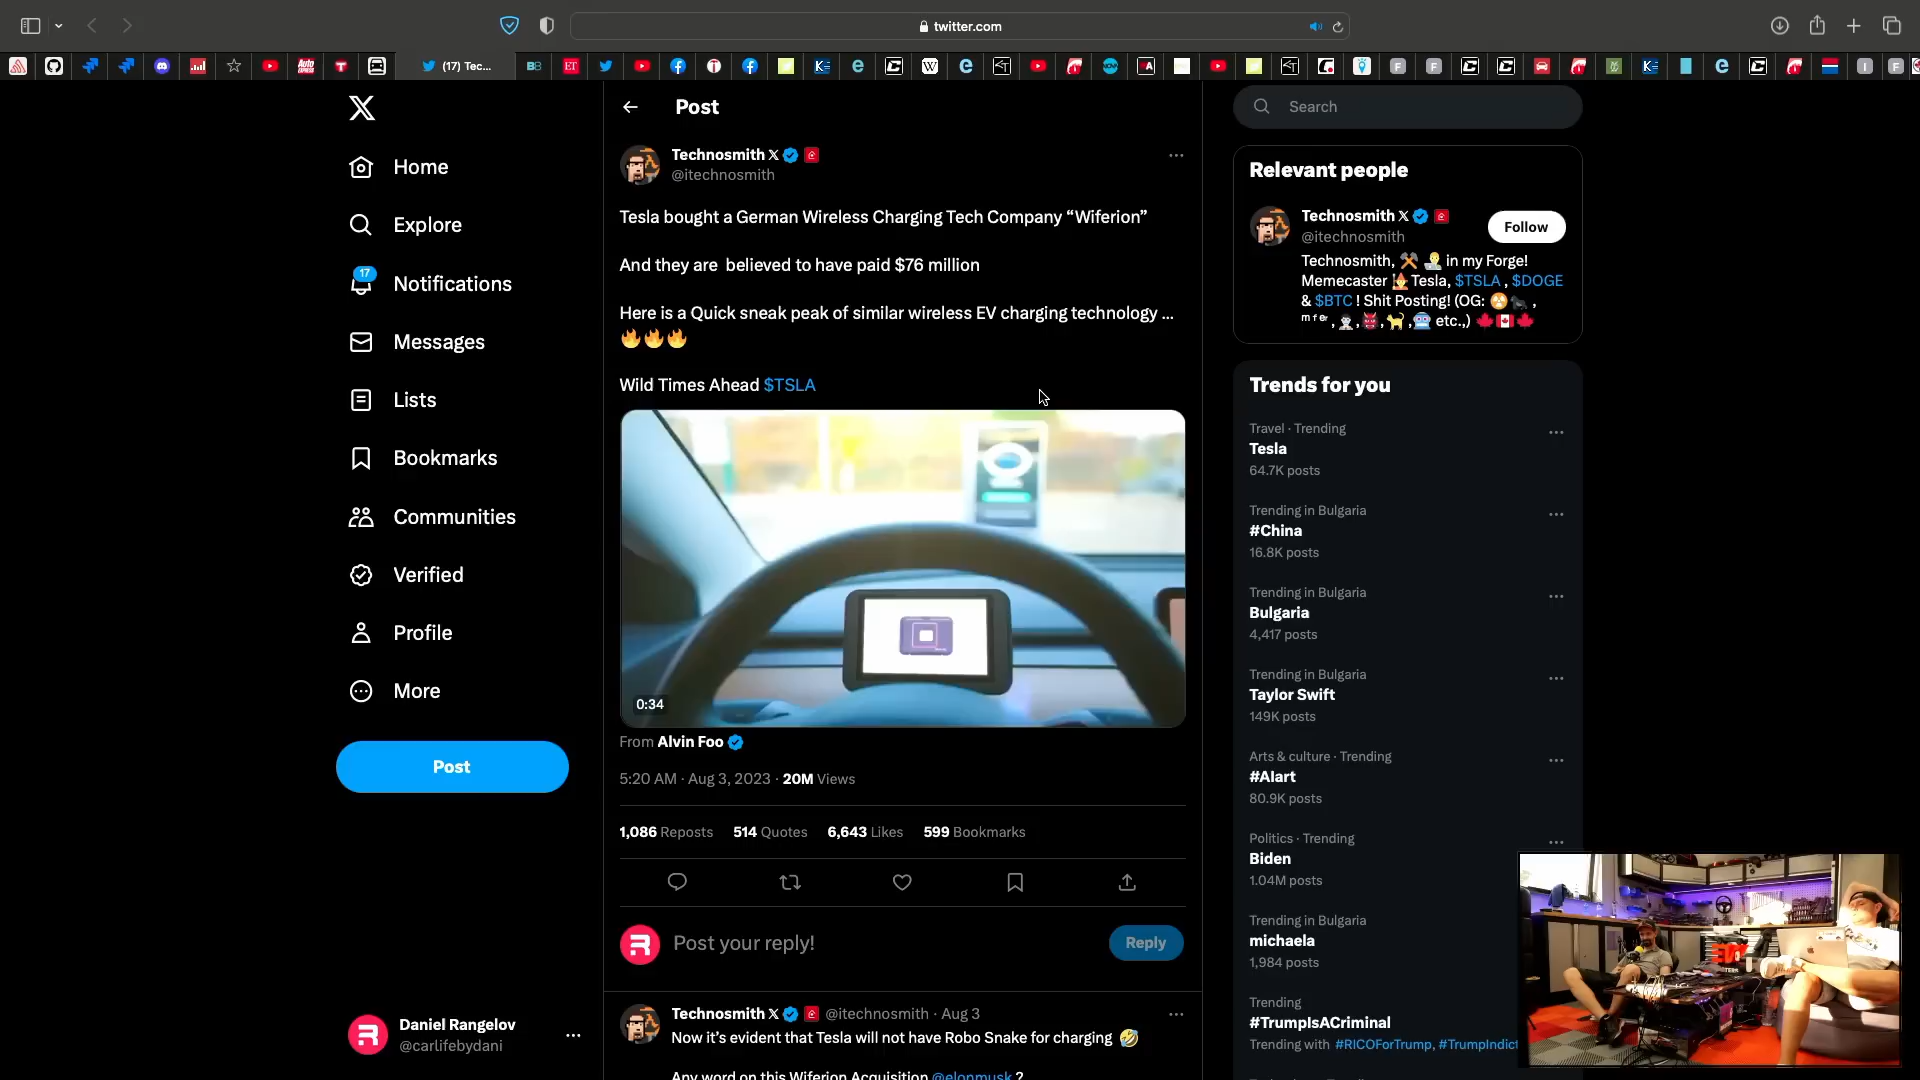 twitter.com
(17) Tec...
Post
Search
Technosmith X
@itechnosmith
Tesla bought a German Wireless Charging Tech Company “Wiferion”
And they are believed to have paid $76 million
Here is a Quick sneak peak of similar wireless EV charging technology ...
🔥🔥🔥
Wild Times Ahead $TSLA
0:34
From Alvin Foo
5:20 AM · Aug 3, 2023 · 20M Views
1,086 Reposts 514 Quotes 6,643 Likes 599 Bookmarks
Post your reply!
Reply
Technosmith X @itechnosmith · Aug 3
Now it’s evident that Tesla will not have Robo Snake for charging 🤣
Any word on this Wiferion Acquisition @elonmusk ?
Home
Explore
17
Notifications
Messages
Lists
Bookmarks
Communities
Verified
Profile
More
Post
Daniel Rangelov
@carlifebydani
Relevant people
Technosmith X
@itechnosmith
Follow
Technosmith, in my Forge!
Memecaster Tesla, $TSLA , $DOGE
& $BTC ! Shit Posting! (OG: ,
ᵐᶠᵉʳ, , , , etc.,) 🍁🇨🇦🍁
Trends for you
Travel · Trending
Tesla
64.7K posts
Trending in Bulgaria
#China
16.8K posts
Trending in Bulgaria
Bulgaria
4,417 posts
Trending in Bulgaria
Taylor Swift
149K posts
Arts & culture · Trending
#AIart
80.9K posts
Politics · Trending
Biden
1.04M posts
Trending in Bulgaria
michaela
1,984 posts
Trending
#TrumpIsACriminal
Trending with #RICOForTrump, #TrumpIndict